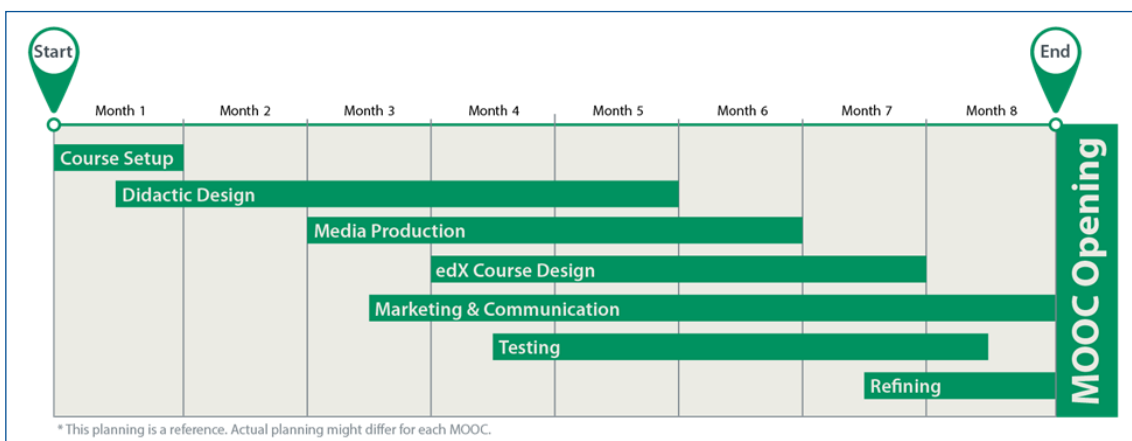 Start
End
Month 1
Month 2
Month 3
Month 4
Month 5
Month 6
Month 7
Month 8
Course Setup
Didactic Design
Media Production
edX Course Design
Marketing & Communication
Testing
Refining
MOOC Opening
* This planning is a reference. Actual planning might differ for each MOOC.